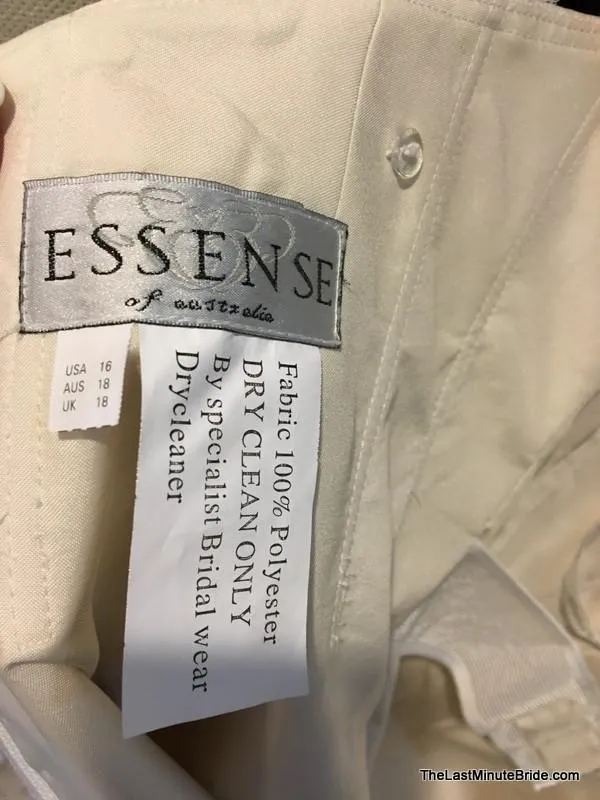 ESSENSE
of australia
USA 16
AUS 18
UK 18
Fabric 100% Polyester
DRY CLEAN ONLY
By specialist Bridal wear
Drycleaner
TheLastMinuteBride.com